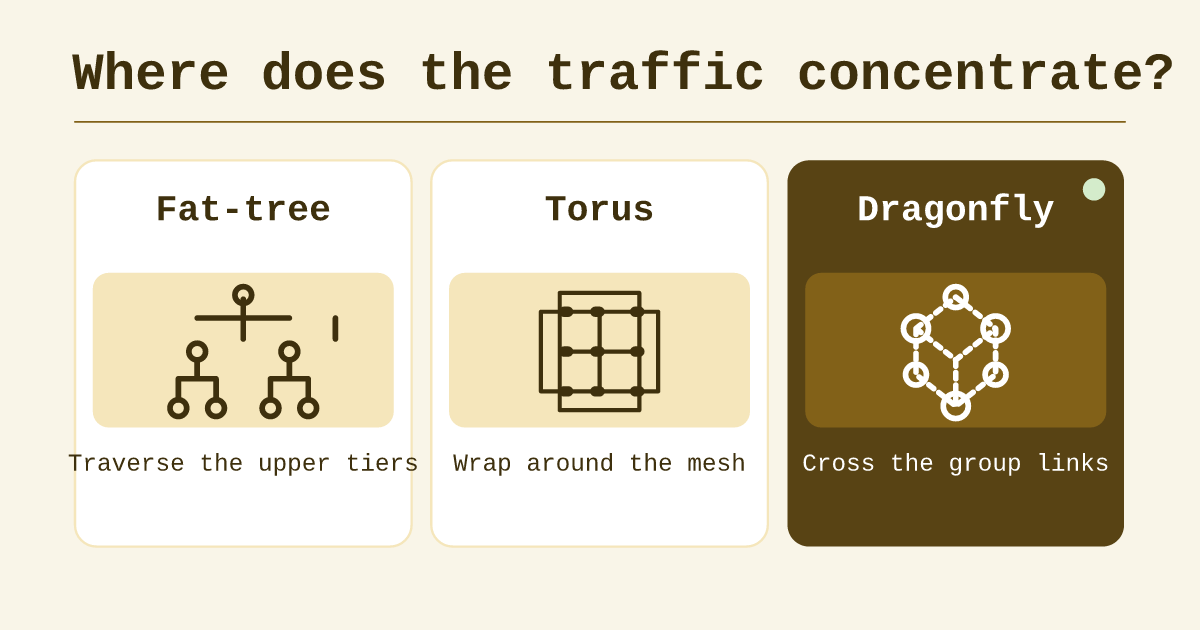 Where does the traffic concentrate?
Fat-tree
Torus
Dragonfly
Traverse the upper tiers
Wrap around the mesh
Cross the group links